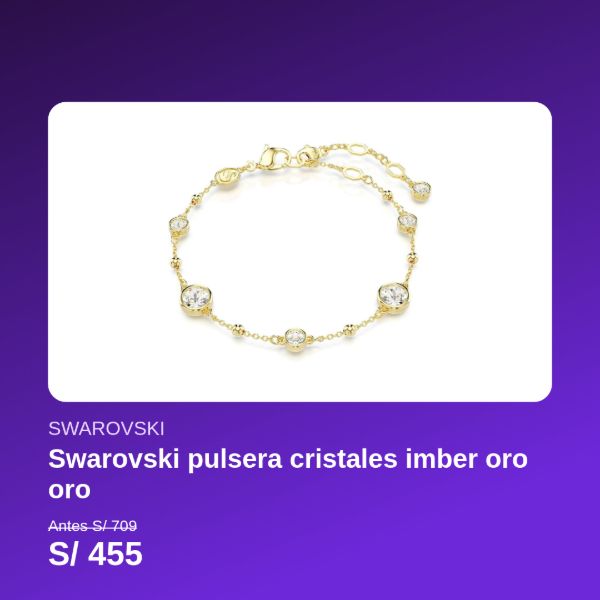 SWAROVSKI
Swarovski pulsera cristales imber oro
oro
Antes S/ 709
S/ 455